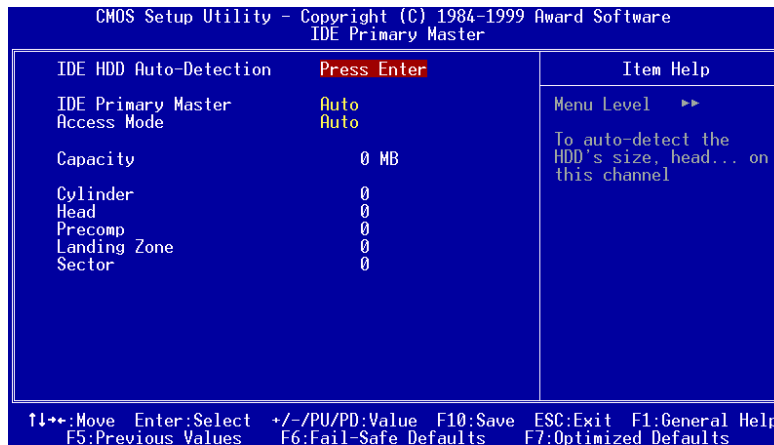 CMOS Setup Utility - Copyright (C) 1984-1999 Award Software
IDE Primary Master
IDE HDD Auto-Detection Press Enter
IDE Primary Master Auto
Access Mode Auto
Capacity 0 MB
Cylinder 0
Head 0
Precomp 0
Landing Zone 0
Sector 0
Item Help
Menu Level ►►
To auto-detect the
HDD's size, head... on
this channel
↑↓→←:Move Enter:Select +/-/PU/PD:Value F10:Save ESC:Exit F1:General Help
F5:Previous Values F6:Fail-Safe Defaults F7:Optimized Defaults